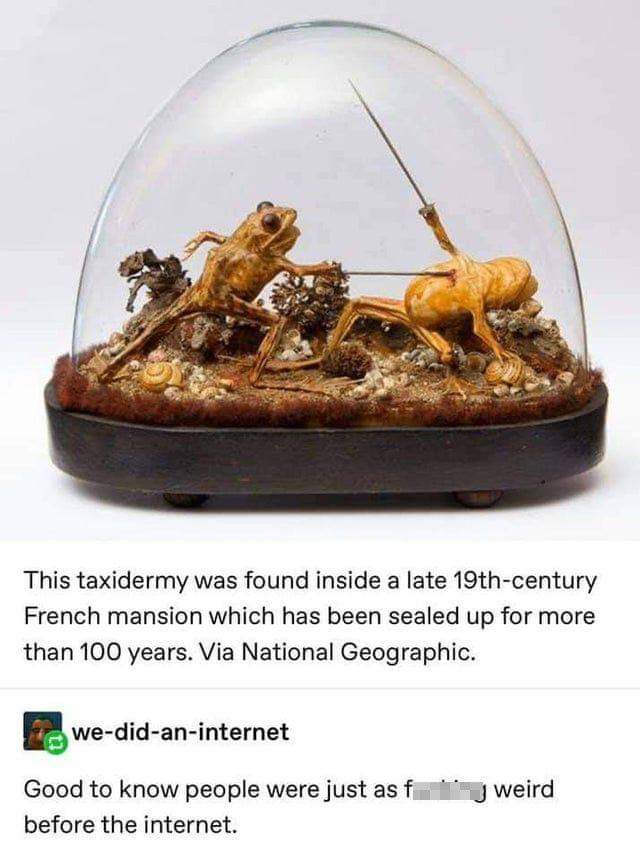 This taxidermy was found inside a late 19th-century
French mansion which has been sealed up for more
than 100 years. Via National Geographic.
we-did-an-internet
Good to know people were just as weird
before the internet.